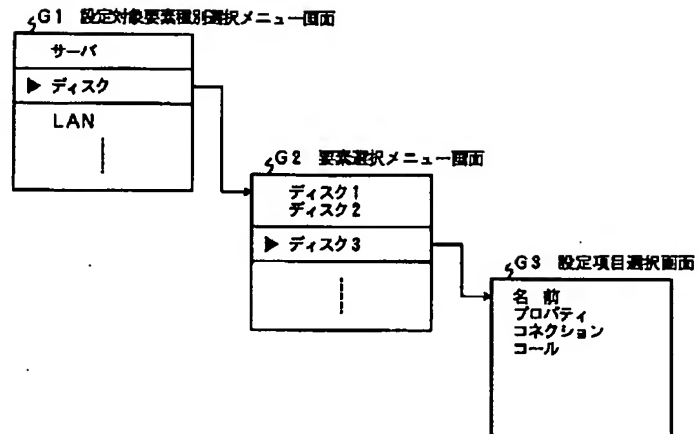 G1 設定対象要素種別選択メニュー画面
サーバ
▶ ディスク
LAN
G2 要素選択メニュー画面
ディスク1
ディスク2
▶ ディスク3
G3 設定項目選択画面
名 前
プロパティ
コネクション
コール